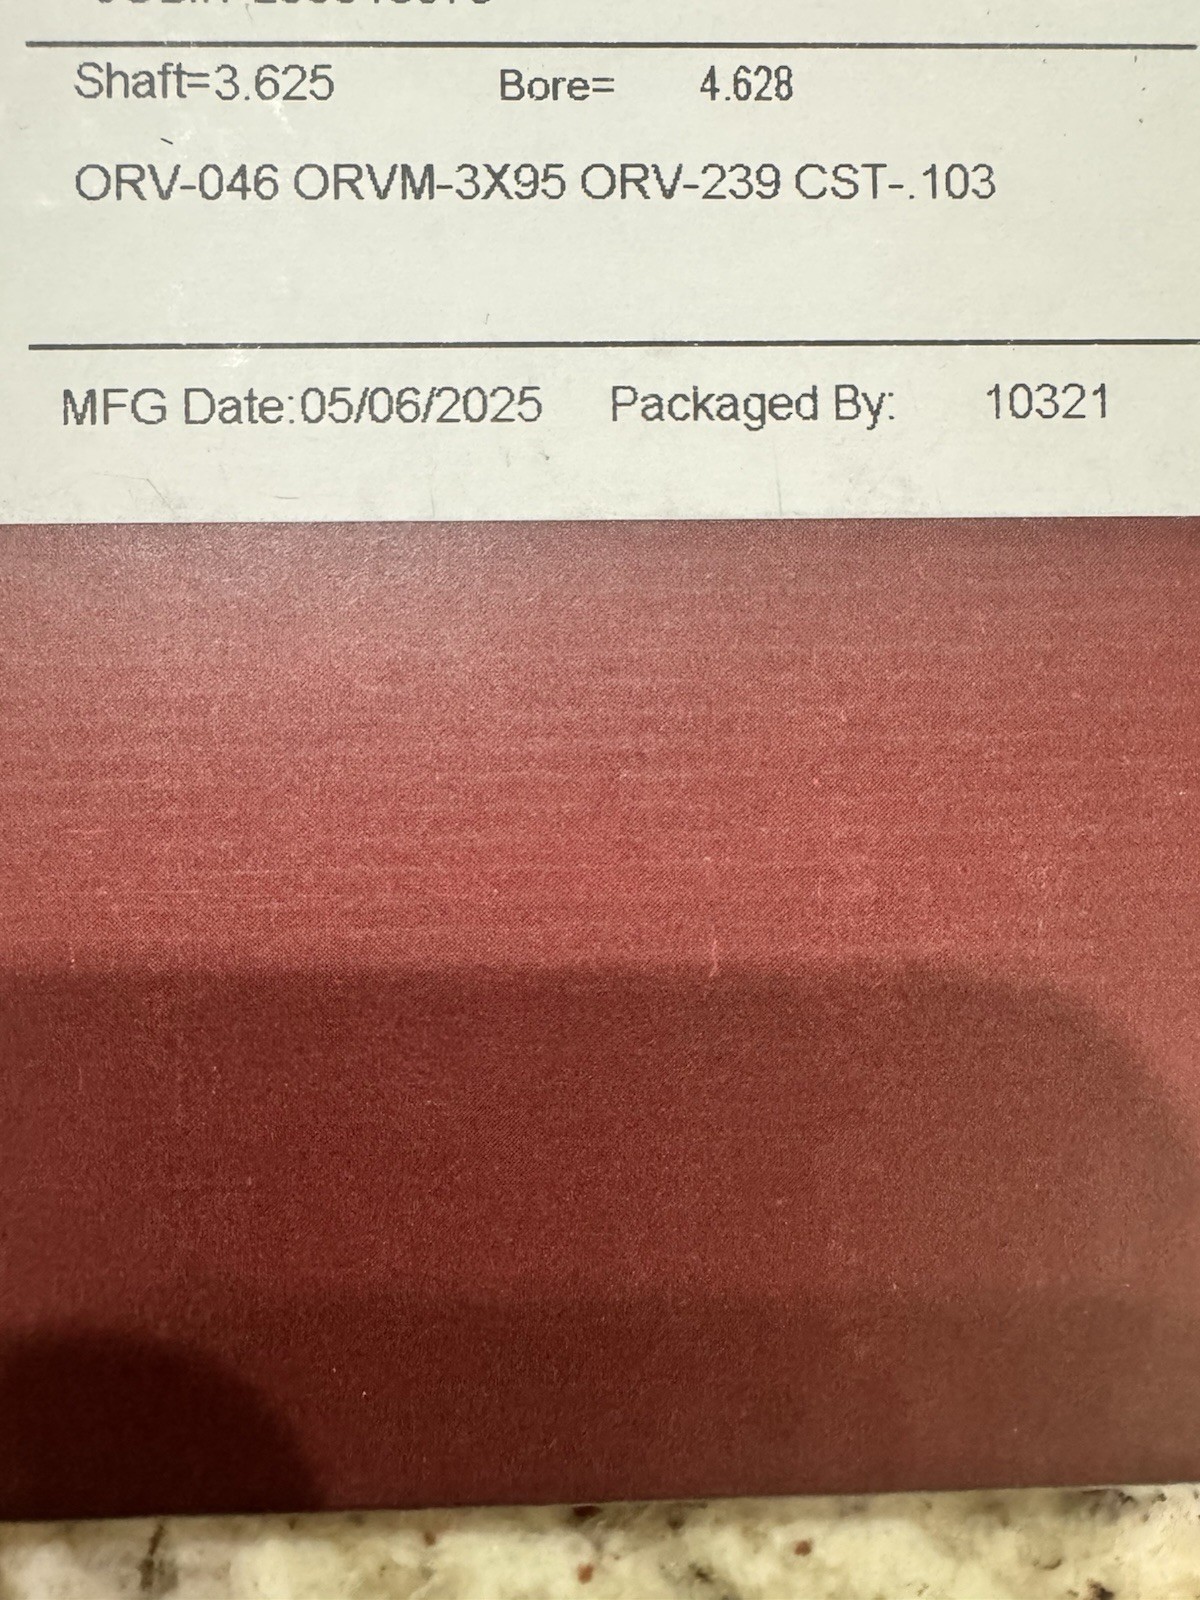 Shaft=3.625 Bore= 4.628
ORV-046 ORVM-3X95 ORV-239 CST-.103
MFG Date:05/06/2025 Packaged By: 10321